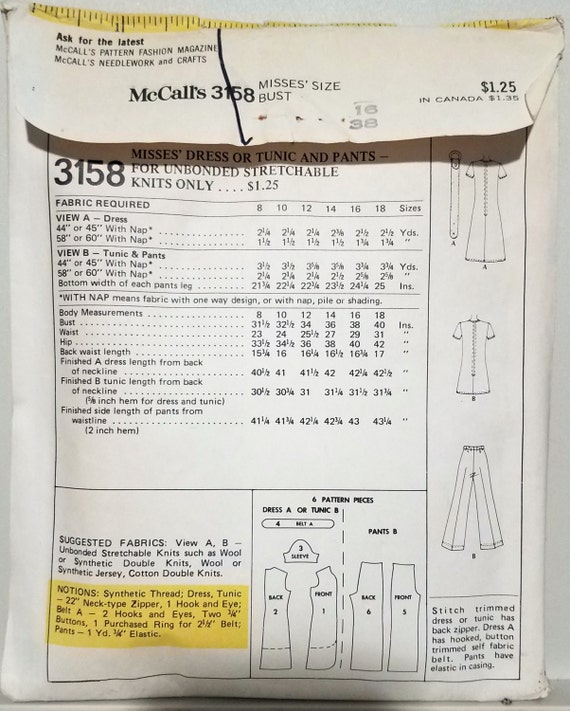 Ask for the latest
McCALL'S PATTERN FASHION MAGAZINE
McCALL'S NEEDLEWORK and CRAFTS
McCall's 3158 MISSES' SIZE 16
BUST 38
$1.25
IN CANADA $1.35
3158 MISSES' DRESS OR TUNIC AND PANTS —
FOR UNBONDED STRETCHABLE
KNITS ONLY .... $1.25
FABRIC REQUIRED 8 10 12 14 16 18 Sizes
VIEW A — Dress
44" or 45" With Nap* 2¼ 2¼ 2¼ 2⅜ 2½ 2½ Yds.
58" or 60" With Nap* 1½ 1½ 1½ 1½ 1¾ 1¾ "
VIEW B — Tunic & Pants
44" or 45" With Nap* 3½ 3½ 3⅝ 3⅝ 3¾ 3¾ Yds.
58" or 60" With Nap* 2¼ 2¼ 2¼ 2½ 2⅝ 2⅝ "
Bottom width of each pants leg 21¾ 22¼ 22¾ 23½ 24¼ 25 Ins.
*WITH NAP means fabric with one way design, or with nap, pile or shading.
Body Measurements 8 10 12 14 16 18
Bust 31½ 32½ 34 36 38 40 Ins.
Waist 23 24 25½ 27 29 31 "
Hip 33½ 34½ 36 38 40 42 "
Back waist length 15¾ 16 16¼ 16½ 16¾ 17 "
Finished A dress length from back
of neckline 40½ 41 41½ 42 42¼ 42½ "
Finished B tunic length from back
of neckline 30½ 30¾ 31 31¼ 31½ 31¾ "
(⅝ inch hem for dress and tunic)
Finished side length of pants from
waistline 41¼ 41¾ 42¼ 42¾ 43 43¼ "
(2 inch hem)
A
A
B
B
SUGGESTED FABRICS: View A, B —
Unbonded Stretchable Knits such as Wool
or Synthetic Double Knits, Wool or
Synthetic Jersey, Cotton Double Knits.
NOTIONS: Synthetic Thread; Dress, Tunic
— 22" Neck-type Zipper, 1 Hook and Eye;
Belt A — 2 Hooks and Eyes, Two ¾"
Buttons, 1 Purchased Ring for 2½" Belt;
Pants — 1 Yd. ¾" Elastic.
6 PATTERN PIECES
DRESS A OR TUNIC B
4 BELT A
PANTS B
3
SLEEVE
BACK
2
FRONT
1
BACK
6
FRONT
5
Stitch trimmed
dress or tunic has
back zipper. Dress A
has hooked, button
trimmed self fabric
belt. Pants have
elastic in casing.